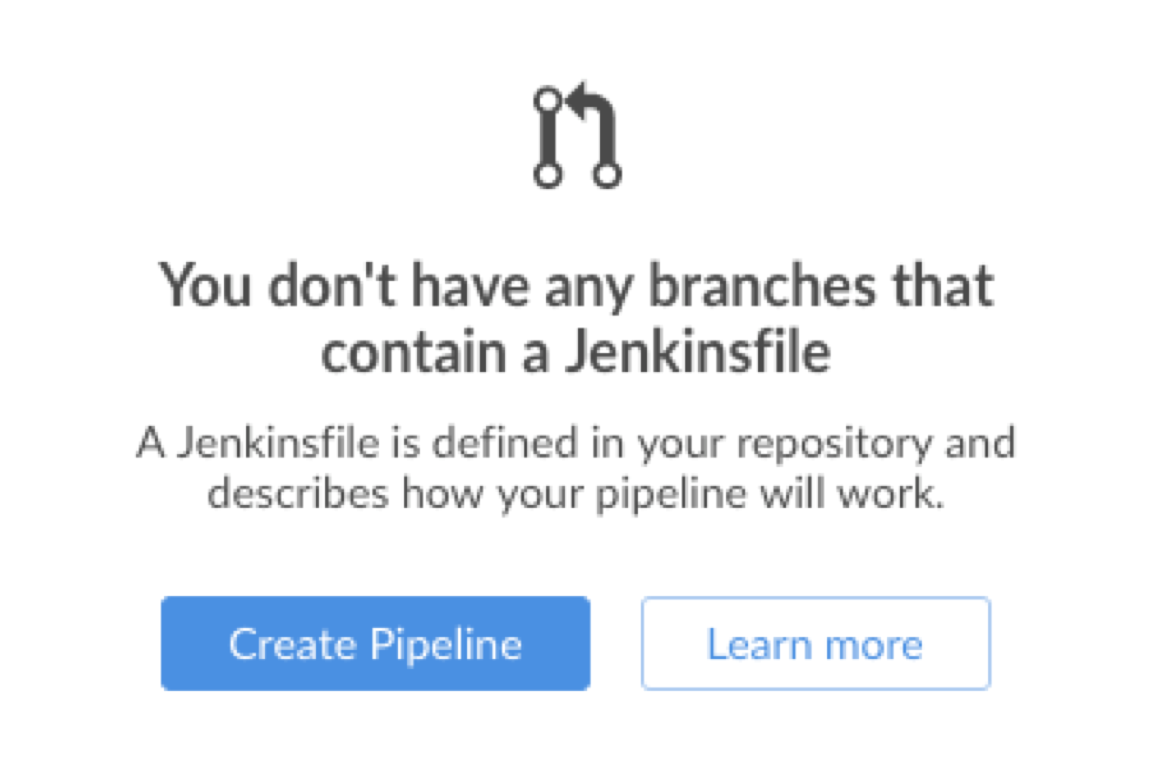 You don't have any branches that
contain a Jenkinsfile
A Jenkinsfile is defined in your repository and
describes how your pipeline will work.
Create Pipeline
Learn more